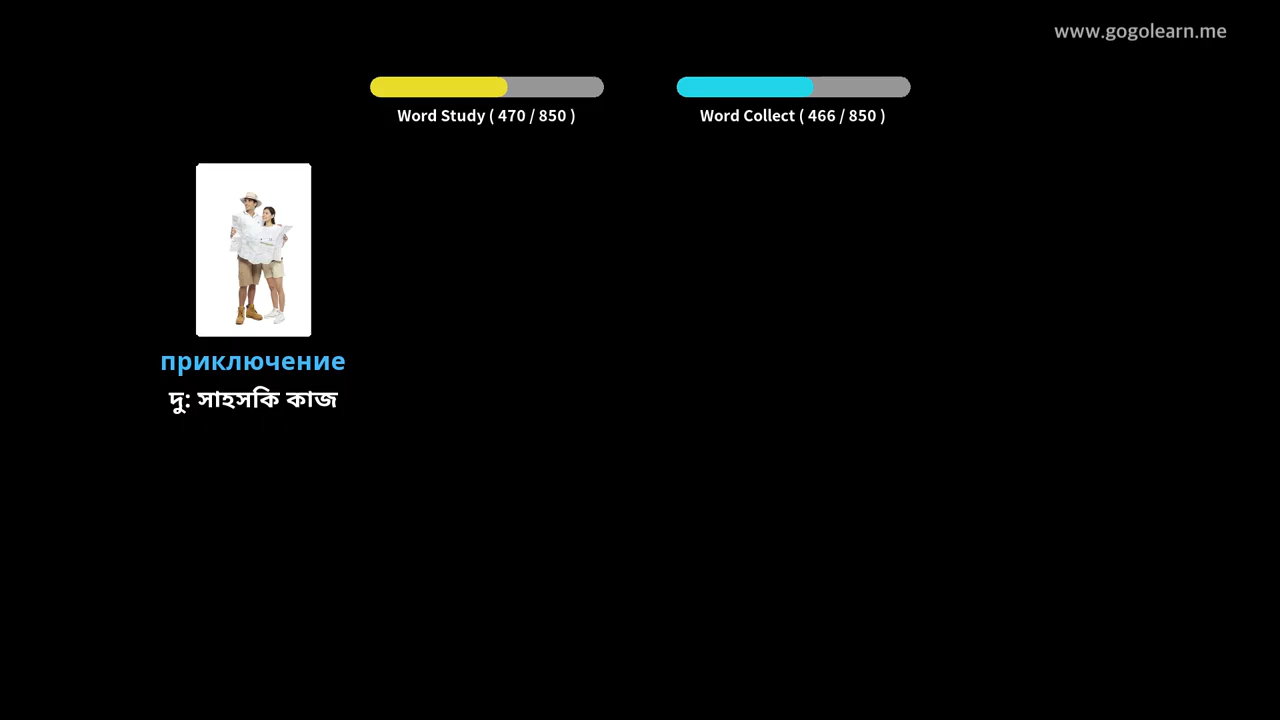 www.gogolearn.me
Word Study ( 470 / 850 )
Word Collect ( 466 / 850 )
приключение
দু: সাহসকি কাজ